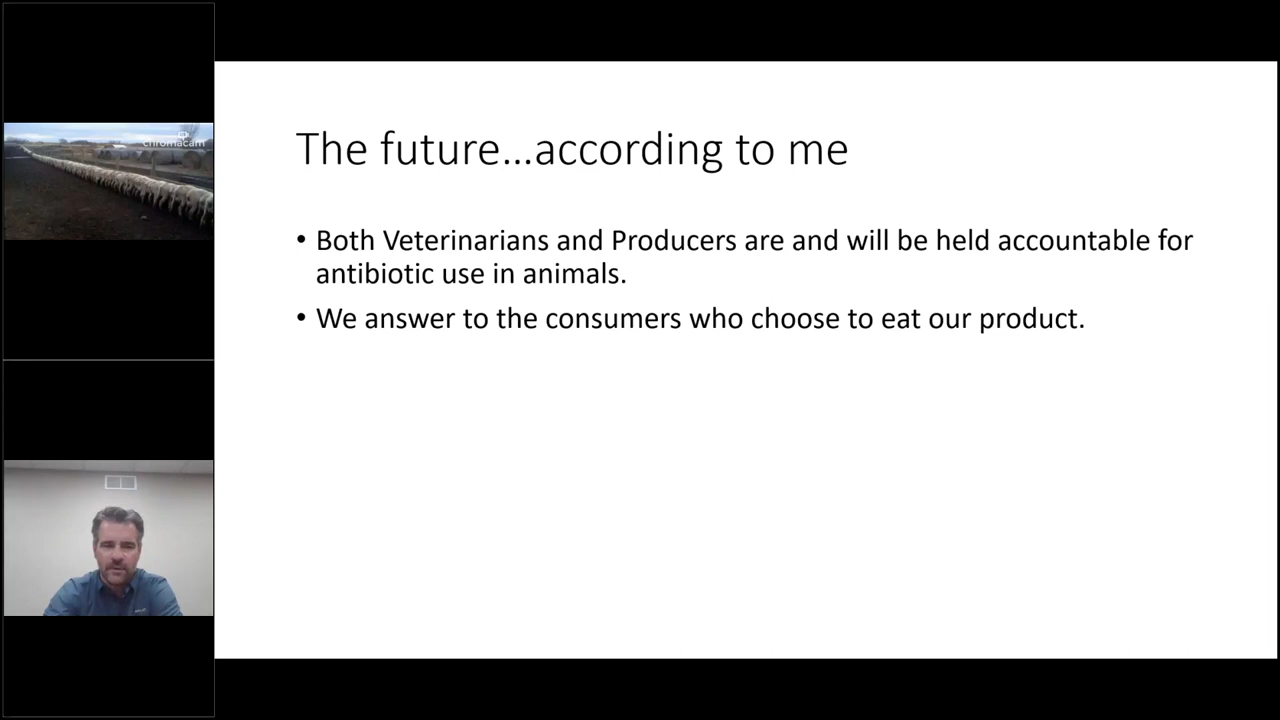 chromacam
The future...according to me
• Both Veterinarians and Producers are and will be held accountable for
antibiotic use in animals.
• We answer to the consumers who choose to eat our product.